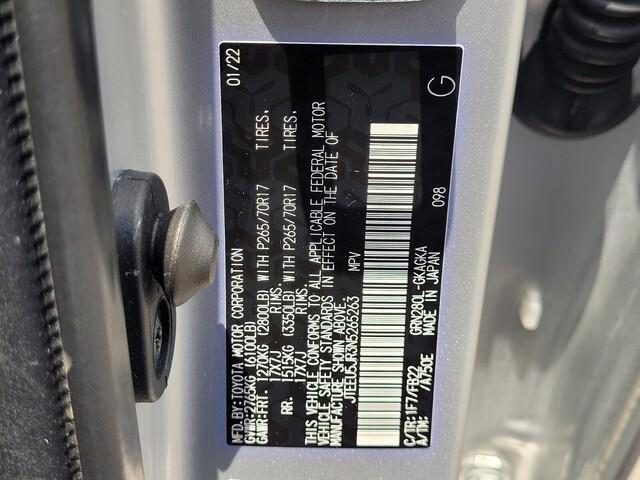 MFD.BY:TOYOTA MOTOR CORPORATION 01/22
GVWR:2765KG (6100LB)
GAWR:FRT. 1270KG (2800LB) WITH P265/70R17 TIRES,
17X7J RIMS.
RR. 1515KG (3350LB) WITH P265/70R17 TIRES,
17X7J RIMS.
THIS VEHICLE CONFORMS TO ALL APPLICABLE FEDERAL MOTOR
VEHICLE SAFETY STANDARDS IN EFFECT ON THE DATE OF
MANUFACTURE SHOWN ABOVE.
JTEEU5JR3N5265263 MPV
C/TR:1F7/FB22 GRN280L-GKAGKA 098
A/TM: /A750E MADE IN JAPAN
G